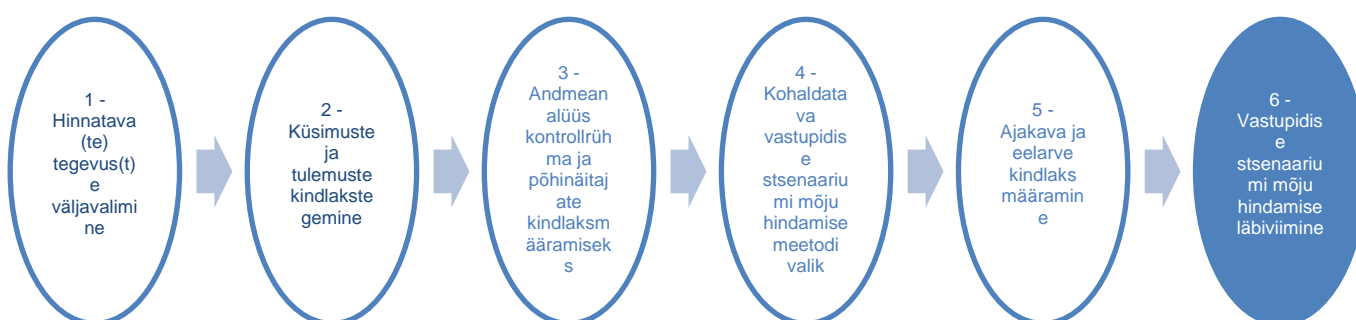 1 -
Hinnatava
(te)
tegevus(t)
e
väljavalimi
ne
2 -
Küsimuste
ja
tulemuste
kindlakste
gemine
3 -
Andmean
alüüs
kontrollrüh
ma ja
põhinäitaj
ate
kindlaksm
ääramisek
s
4 -
Kohaldata
va
vastupidis
e
stsenaariu
mi mõju
hindamise
meetodi
valik
5 -
Ajakava ja
eelarve
kindlaks
määramin
e
6 -
Vastupidis
e
stsenaariu
mi mõju
hindamise
läbiviimine